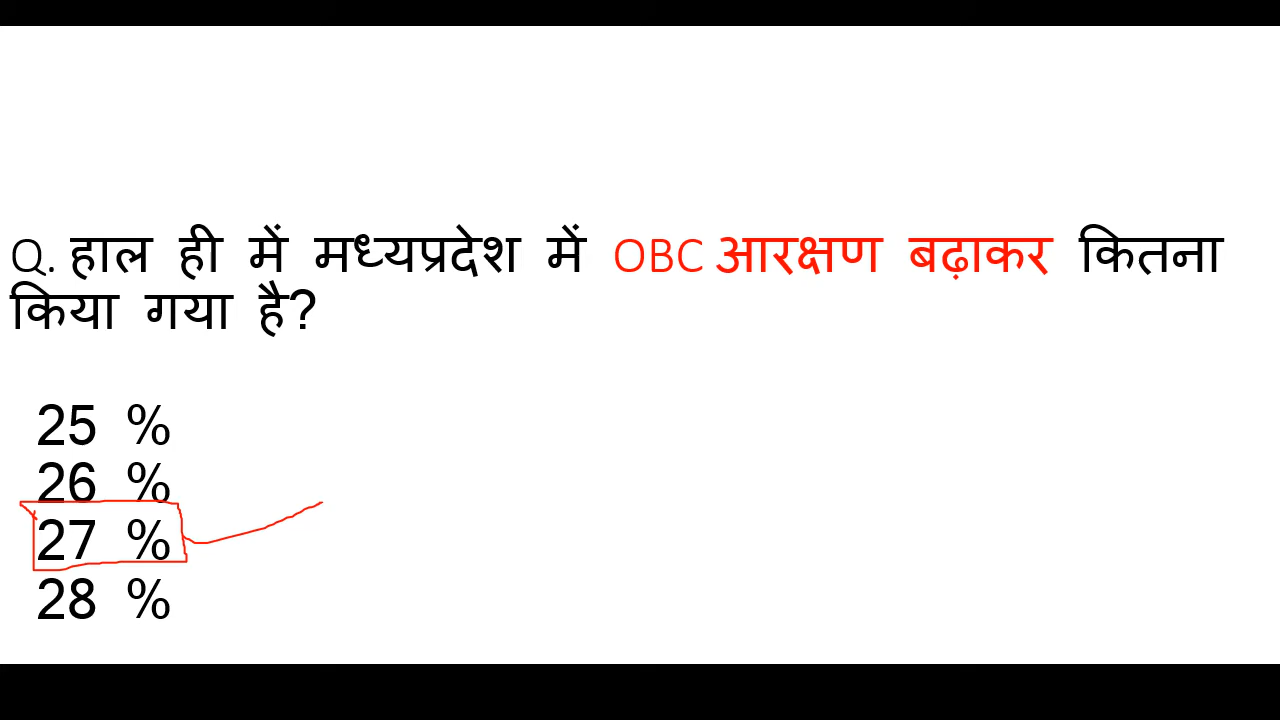 Q. हाल ही में मध्यप्रदेश में OBC आरक्षण बढ़ाकर कितना
किया गया है?
25 %
26 %
27 %
28 %